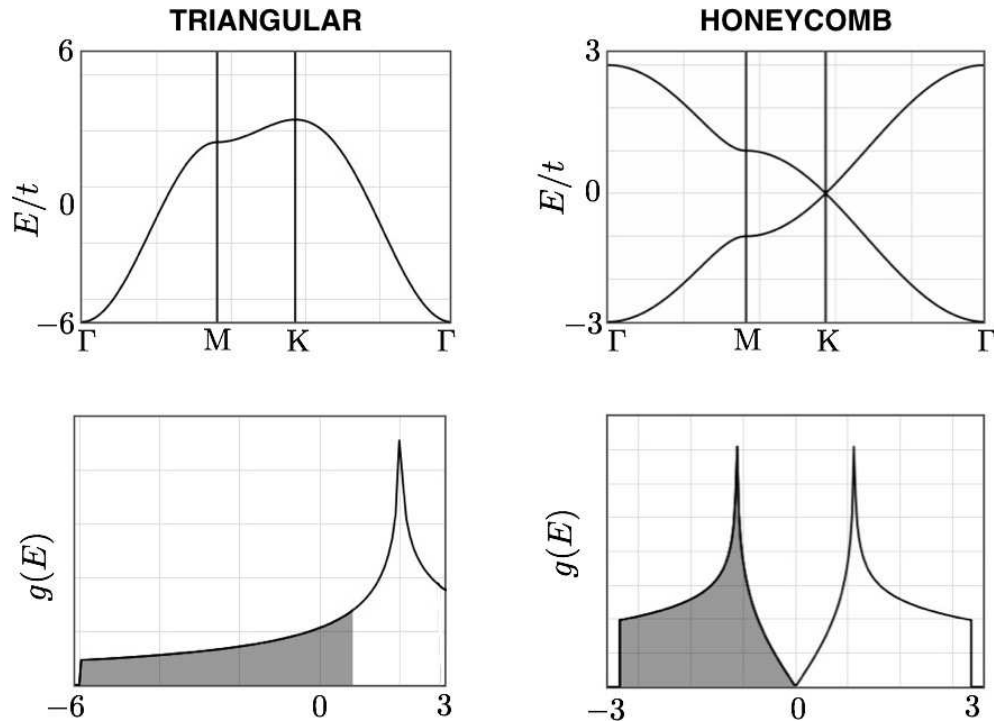 TRIANGULAR
6
E/t
0
−6
Γ M K Γ
HONEYCOMB
3
E/t
0
−3
Γ M K Γ
g(E)
−6 0 3
g(E)
−3 0 3